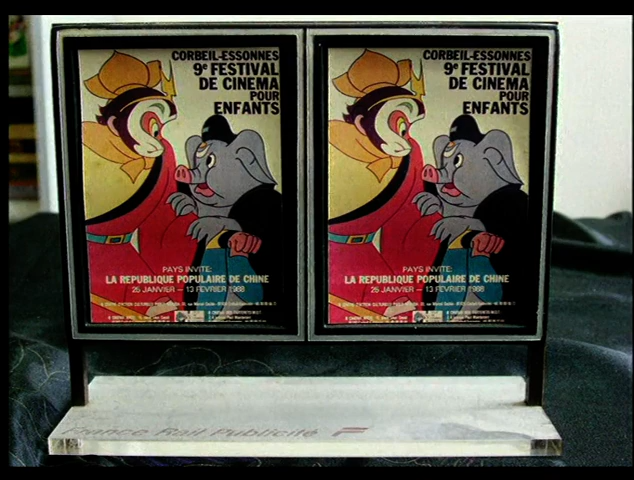 CORBEIL-ESSONNES
9e FESTIVAL
DE CINEMA
POUR
ENFANTS
PAYS INVITE:
LA REPUBLIQUE POPULAIRE DE CHINE
25 JANVIER – 13 FEVRIER 1988
CORBEIL-ESSONNES
9e FESTIVAL
DE CINEMA
POUR
ENFANTS
PAYS INVITE:
LA REPUBLIQUE POPULAIRE DE CHINE
25 JANVIER – 13 FEVRIER 1988
France Rail Publicité